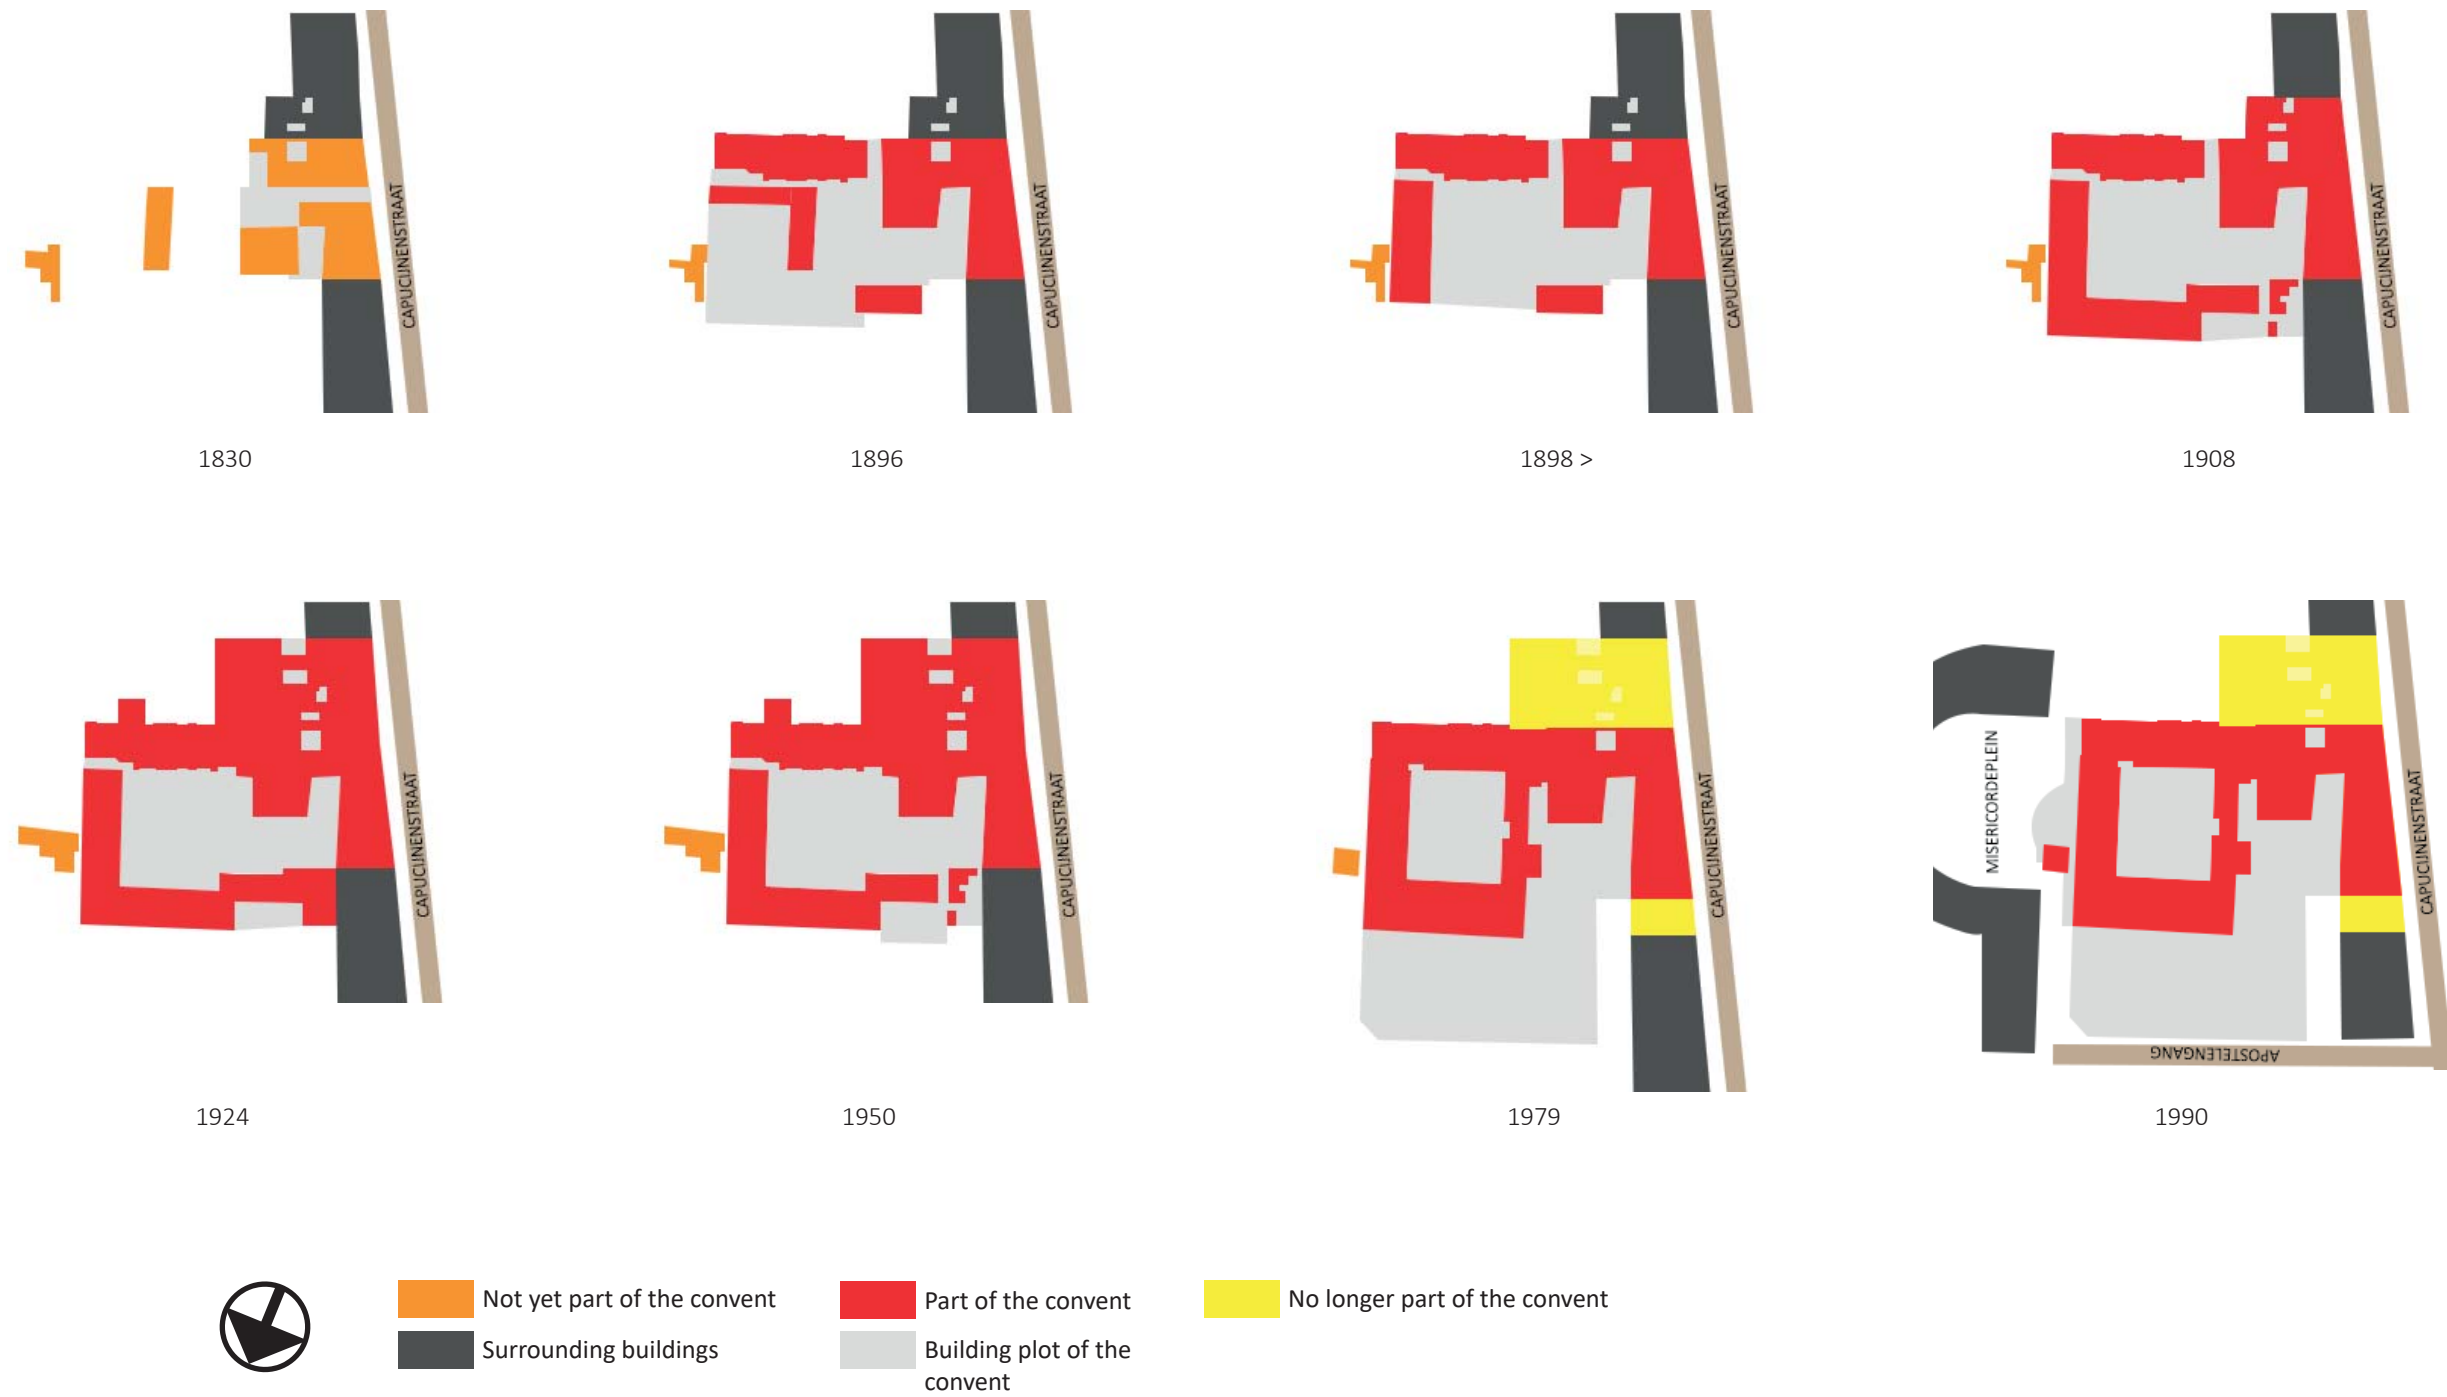 CAPUCIJNENSTRAAT
CAPUCIJNENSTRAAT
CAPUCIJNENSTRAAT
CAPUCIJNENSTRAAT
1830
1896
1898 >
1908
CAPUCIJNENSTRAAT
CAPUCIJNENSTRAAT
CAPUCIJNENSTRAAT
MISERICORDEPLEIN
CAPUCIJNENSTRAAT
APOSTELENGANG
1924
1950
1979
1990
Not yet part of the convent
Part of the convent
No longer part of the convent
Surrounding buildings
Building plot of the
convent